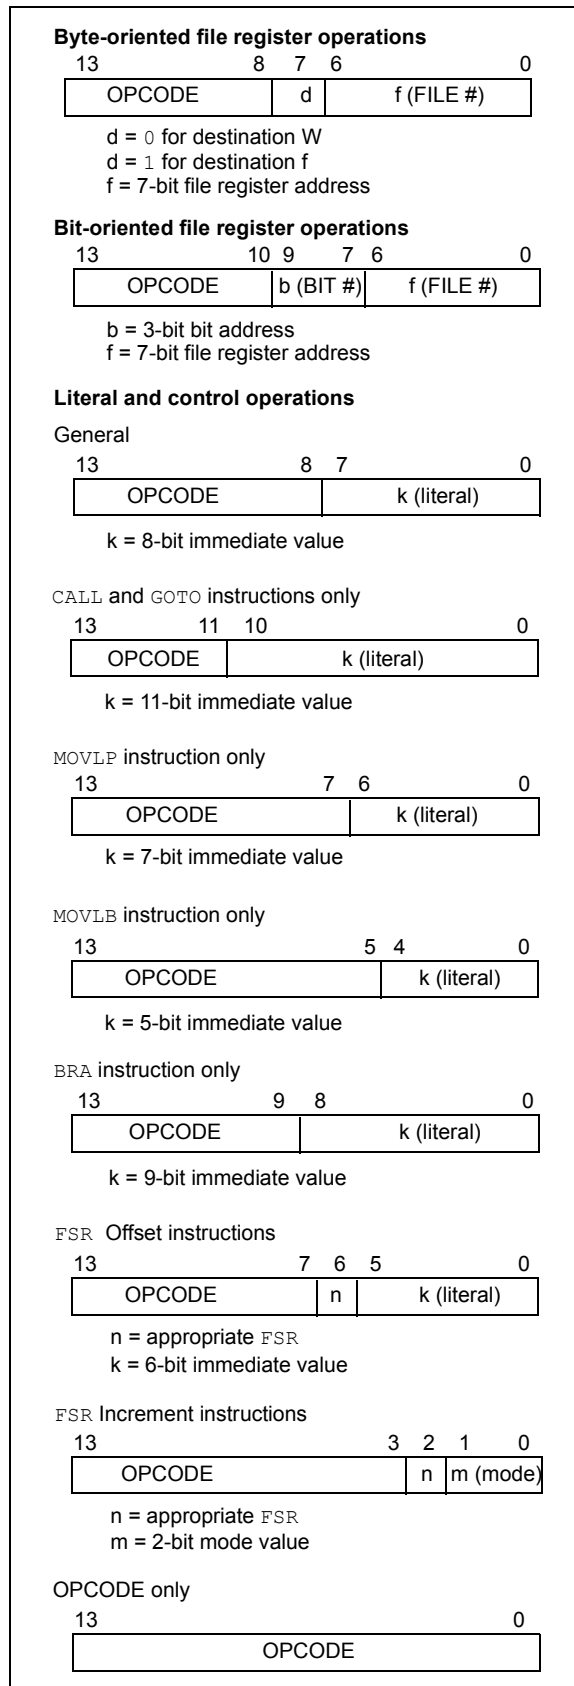 Byte-oriented file register operations
13 8 7 6 0
OPCODE d f (FILE #)
d = 0 for destination W
d = 1 for destination f
f = 7-bit file register address
Bit-oriented file register operations
13 10 9 7 6 0
OPCODE b (BIT #) f (FILE #)
b = 3-bit bit address
f = 7-bit file register address
Literal and control operations
General
13 8 7 0
OPCODE k (literal)
k = 8-bit immediate value
CALL and GOTO instructions only
13 11 10 0
OPCODE k (literal)
k = 11-bit immediate value
MOVLP instruction only
13 7 6 0
OPCODE k (literal)
k = 7-bit immediate value
MOVLB instruction only
13 5 4 0
OPCODE k (literal)
k = 5-bit immediate value
BRA instruction only
13 9 8 0
OPCODE k (literal)
k = 9-bit immediate value
FSR Offset instructions
13 7 6 5 0
OPCODE n k (literal)
n = appropriate FSR
k = 6-bit immediate value
FSR Increment instructions
13 3 2 1 0
OPCODE n m (mode)
n = appropriate FSR
m = 2-bit mode value
OPCODE only
13 0
OPCODE